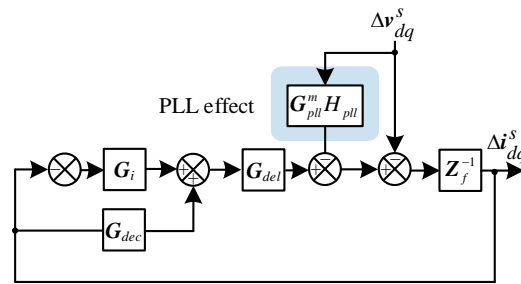 Δv^s_dq
G^m_pll H_pll
PLL effect
Δi^s_dq
− G_i + + G_del + − + − Z_f^-1
G_dec